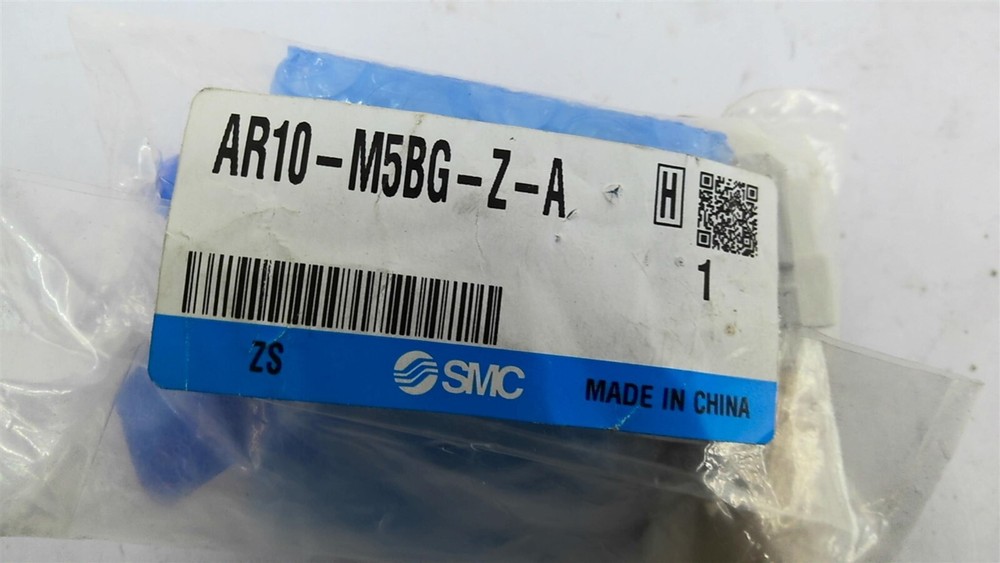 AR10-M5BG-Z-A
H
1
ZS
SMC
MADE IN CHINA